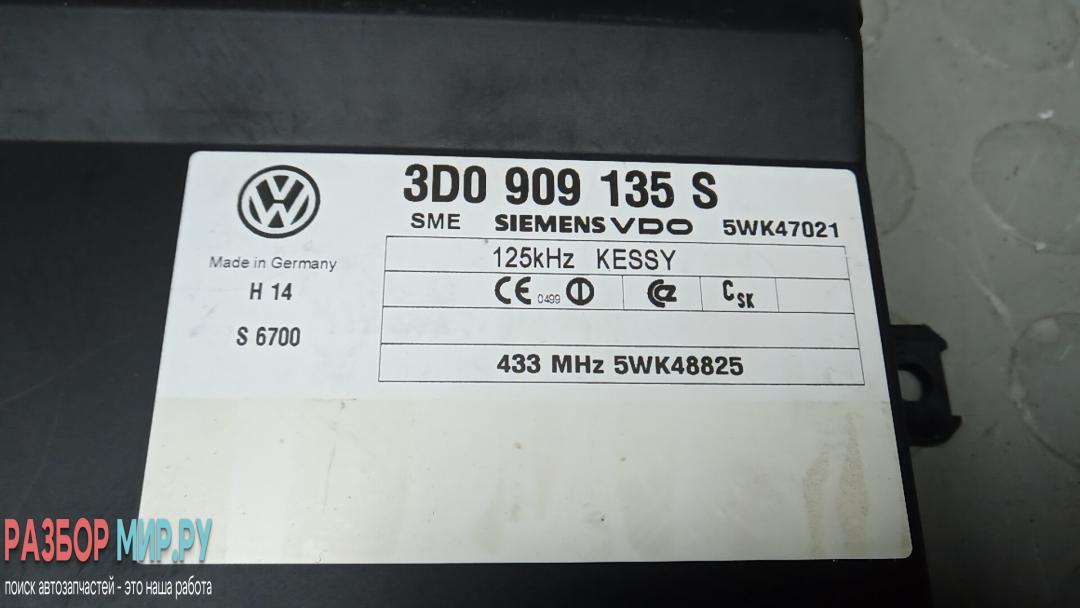 3D0 909 135 S
SME SIEMENS VDO 5WK47021
Made in Germany
125kHz KESSY
H 14
CE 0499
CSK
S 6700
433 MHz 5WK48825
РАЗБОР МИР.РУ
поиск автозапчастей - это наша работа